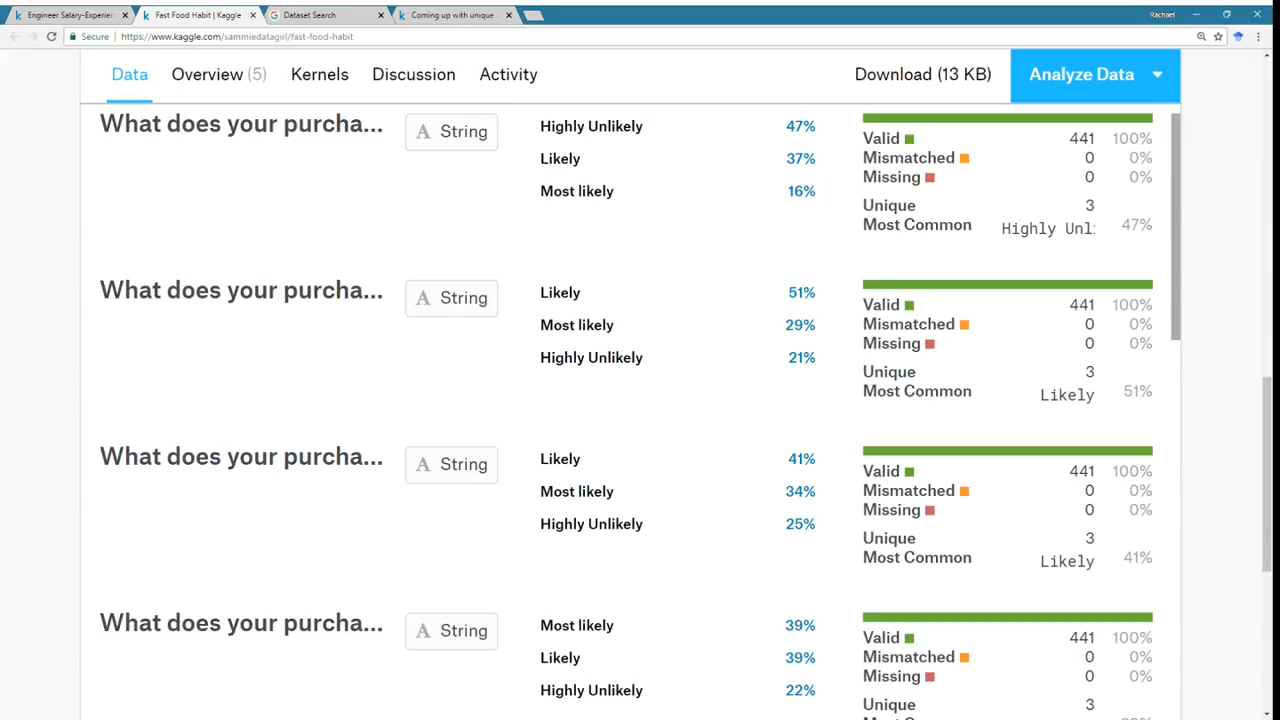 Engineer Salary-Experien
Fast Food Habit | Kaggle
Dataset Search
Coming up with unique
Rachael
Secure
https://www.kaggle.com/sammiedatagirl/fast-food-habit
Data
Overview (5)
Kernels
Discussion
Activity
Download (13 KB)
Analyze Data
What does your purcha...
A String
Highly Unlikely 47%
Likely 37%
Most likely 16%
Valid 441 100%
Mismatched 0 0%
Missing 0 0%
Unique 3
Most Common Highly Unl 47%
What does your purcha...
A String
Likely 51%
Most likely 29%
Highly Unlikely 21%
Valid 441 100%
Mismatched 0 0%
Missing 0 0%
Unique 3
Most Common Likely 51%
What does your purcha...
A String
Likely 41%
Most likely 34%
Highly Unlikely 25%
Valid 441 100%
Mismatched 0 0%
Missing 0 0%
Unique 3
Most Common Likely 41%
What does your purcha...
A String
Most likely 39%
Likely 39%
Highly Unlikely 22%
Valid 441 100%
Mismatched 0 0%
Missing 0 0%
Unique 3